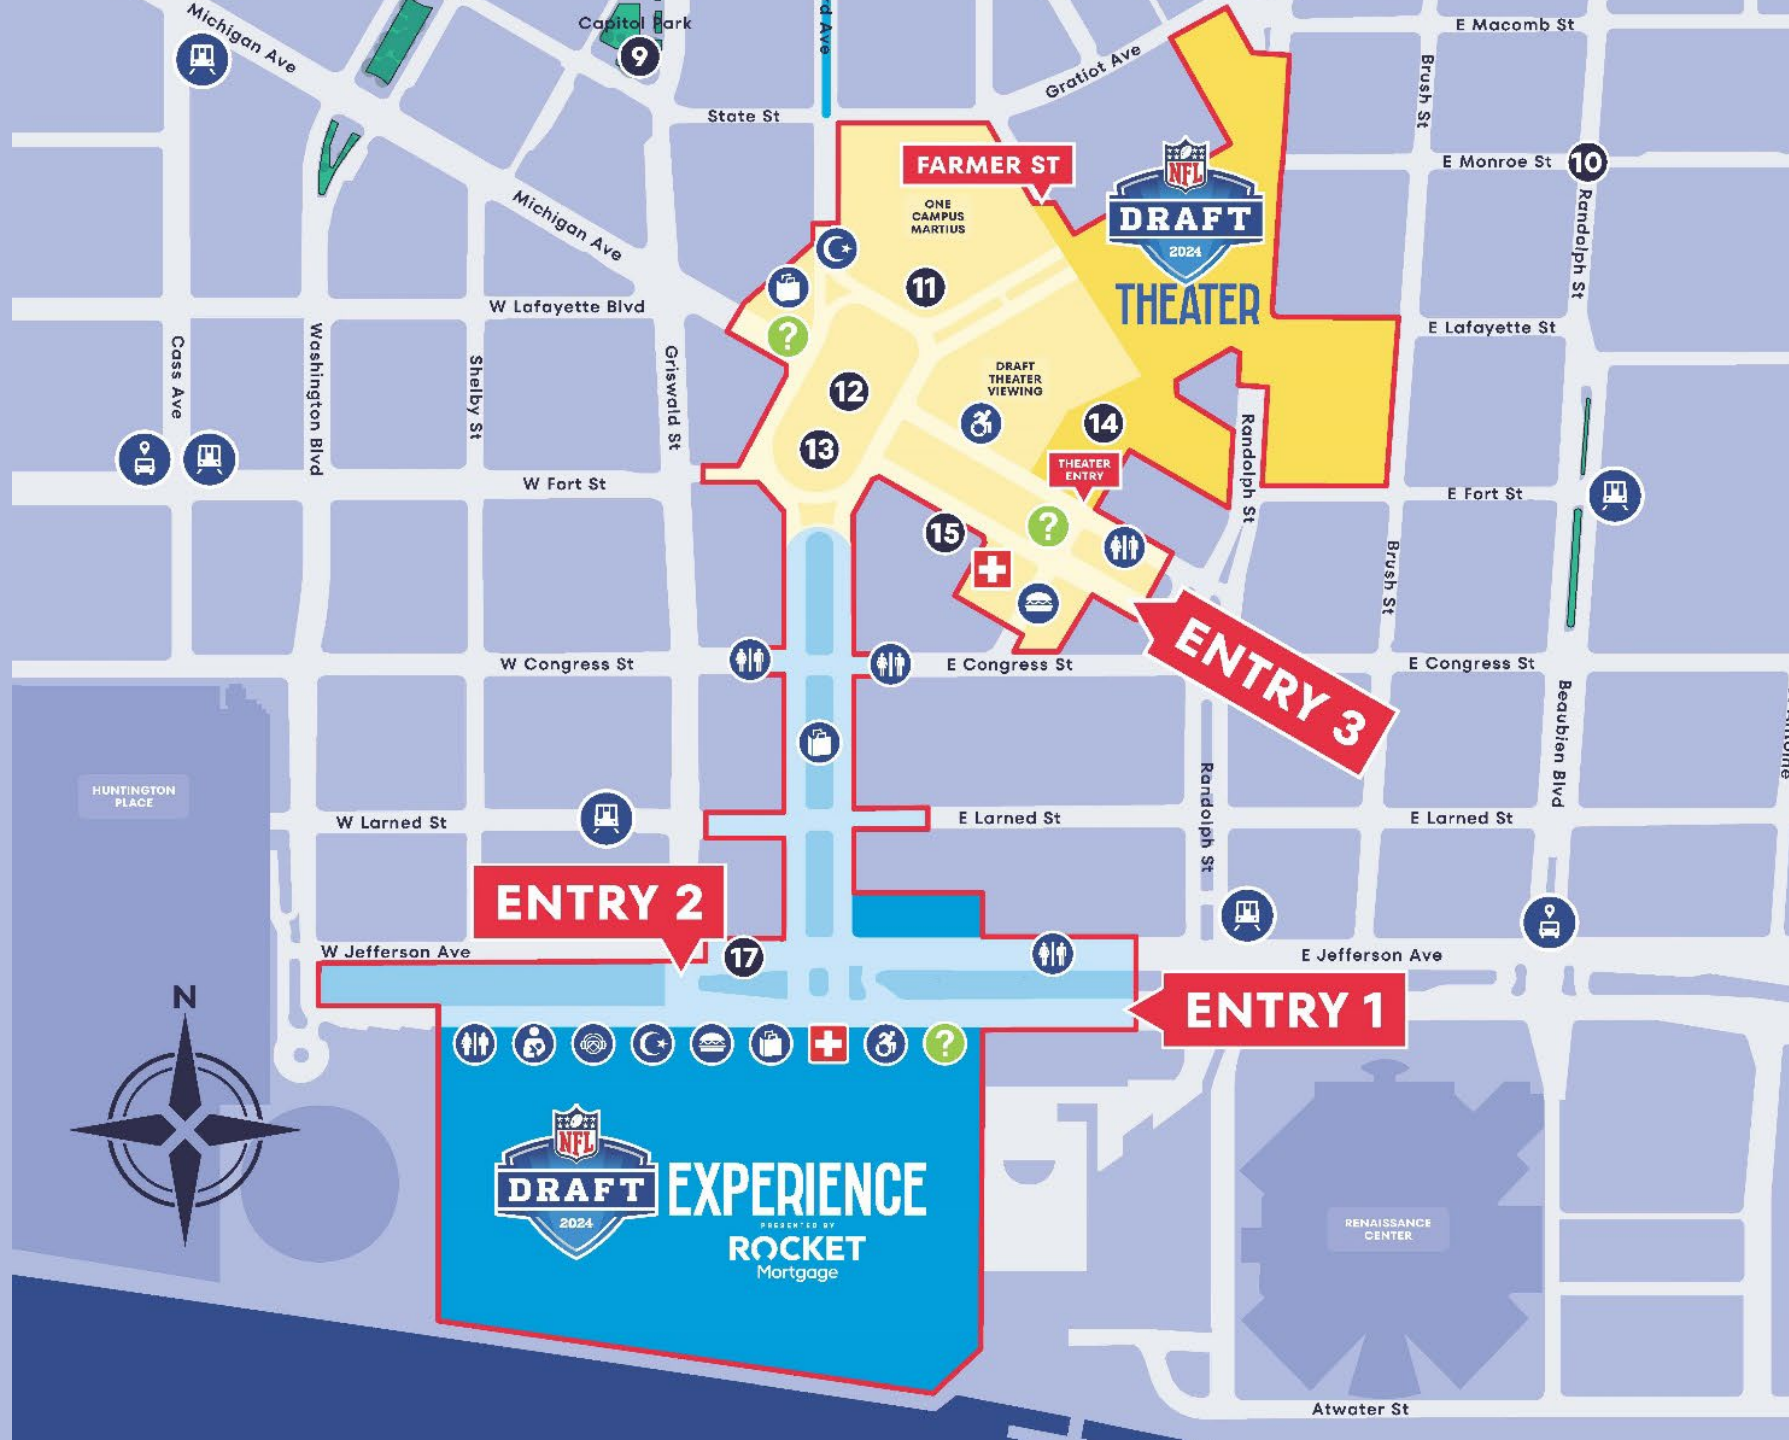 Michigan Ave
Capitol Park
9
rd Ave
State St
Gratiot Ave
E Macomb St
Brush St
E Monroe St
10
Randolph St
FARMER ST
ONE
CAMPUS
MARTIUS
NFL
DRAFT
2024
THEATER
Michigan Ave
11
W Lafayette Blvd
E Lafayette St
?
Cass Ave
Washington Blvd
Shelby St
Griswald St
12
DRAFT
THEATER
VIEWING
13
14
THEATER
ENTRY
Randolph St
W Fort St
E Fort St
15
?
Brush St
ENTRY 3
W Congress St
E Congress St
E Congress St
Beaubien Blvd
HUNTINGTON
PLACE
Randolph St
W Larned St
E Larned St
E Larned St
ENTRY 2
W Jefferson Ave
17
E Jefferson Ave
N
ENTRY 1
?
NFL
DRAFT
2024
EXPERIENCE
PRESENTED BY
ROCKET
Mortgage
RENAISSANCE
CENTER
Atwater St